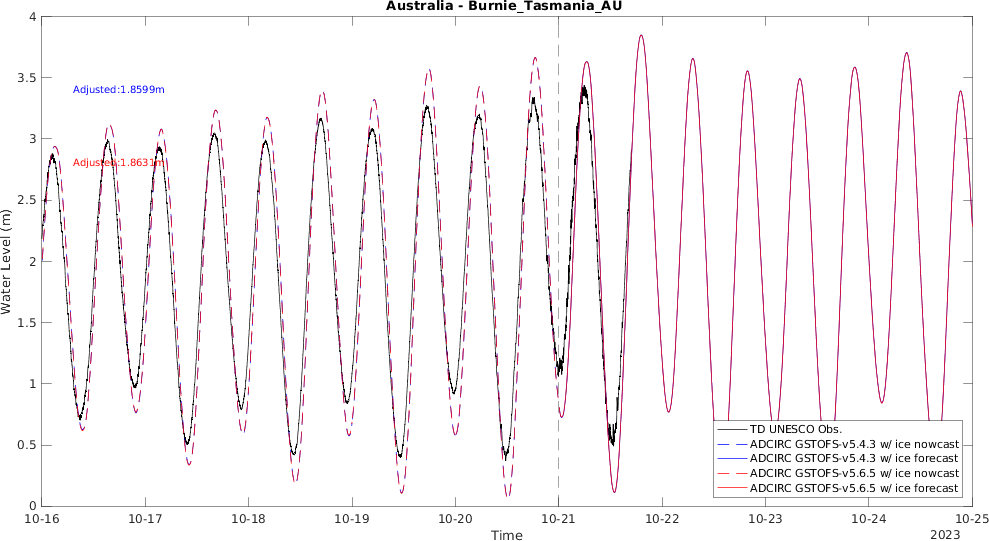 Australia - Burnie_Tasmania_AU
4
3.5
3
2.5
2
1.5
1
0.5
0
Water Level (m)
Adjusted:1.8599m
Adjusted:1.8631m
TD UNESCO Obs.
ADCIRC GSTOFS-v5.4.3 w/ ice nowcast
ADCIRC GSTOFS-v5.4.3 w/ ice forecast
ADCIRC GSTOFS-v5.6.5 w/ ice nowcast
ADCIRC GSTOFS-v5.6.5 w/ ice forecast
10-16 10-17 10-18 10-19 10-20 10-21 10-22 10-23 10-24 10-25
Time
2023